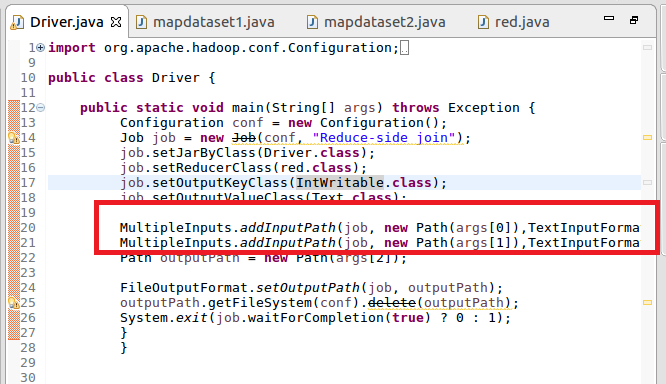 Driver.java mapdataset1.java mapdataset2.java red.java
1 import org.apache.hadoop.conf.Configuration;
9
10 public class Driver {
11
12 public static void main(String[] args) throws Exception {
13 Configuration conf = new Configuration();
14 Job job = new Job(conf, "Reduce-side join");
15 job.setJarByClass(Driver.class);
16 job.setReducerClass(red.class);
17 job.setOutputKeyClass(IntWritable.class);
18 job.setOutputValueClass(Text.class);
19
20 MultipleInputs.addInputPath(job, new Path(args[0]),TextInputForma
21 MultipleInputs.addInputPath(job, new Path(args[1]),TextInputForma
22 Path outputPath = new Path(args[2]);
23
24 FileOutputFormat.setOutputPath(job, outputPath);
25 outputPath.getFileSystem(conf).delete(outputPath);
26 System.exit(job.waitForCompletion(true) ? 0 : 1);
27 }
28 }
29
30